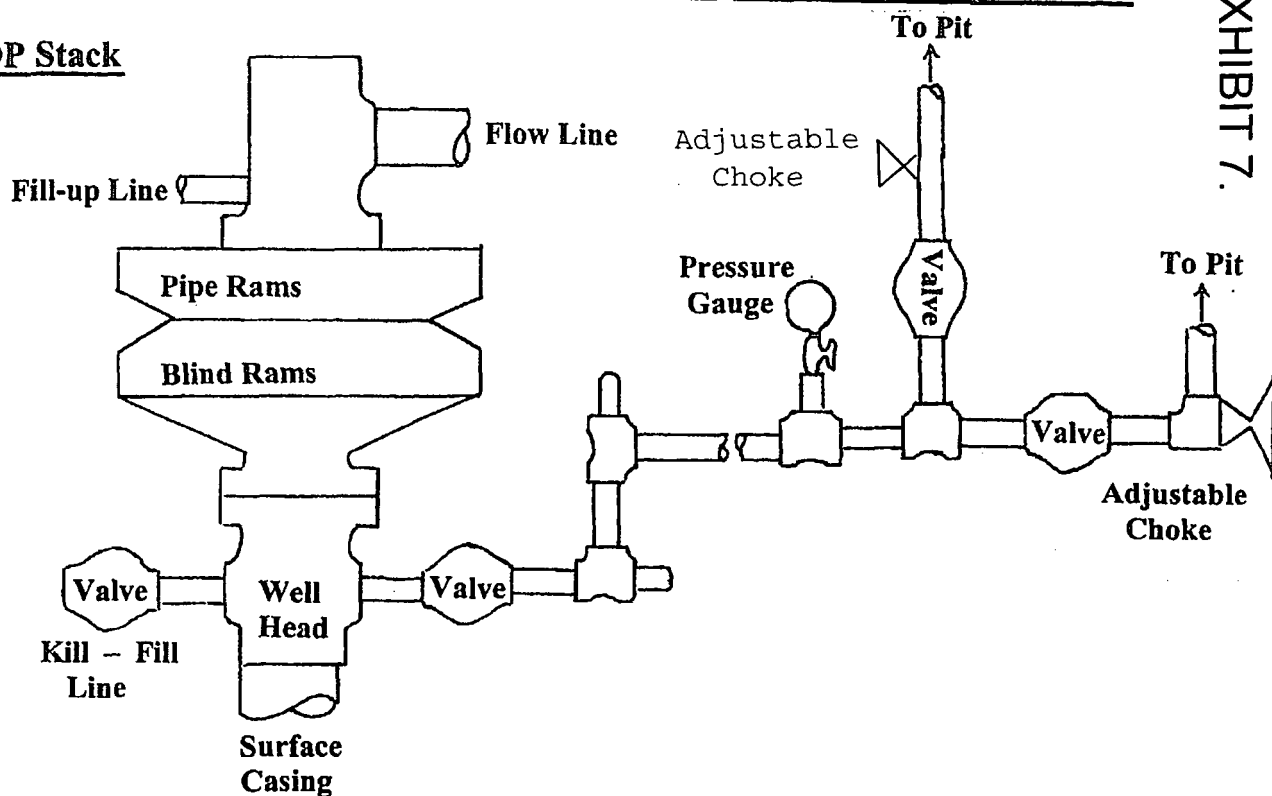 To Pit
XHIBIT 7.
OP Stack
Flow Line
Adjustable
Choke
Fill-up Line
Pressure
Gauge
Valve
To Pit
Pipe Rams
Blind Rams
Valve
Adjustable
Choke
Valve
Well
Head
Valve
Kill – Fill
Line
Surface
Casing